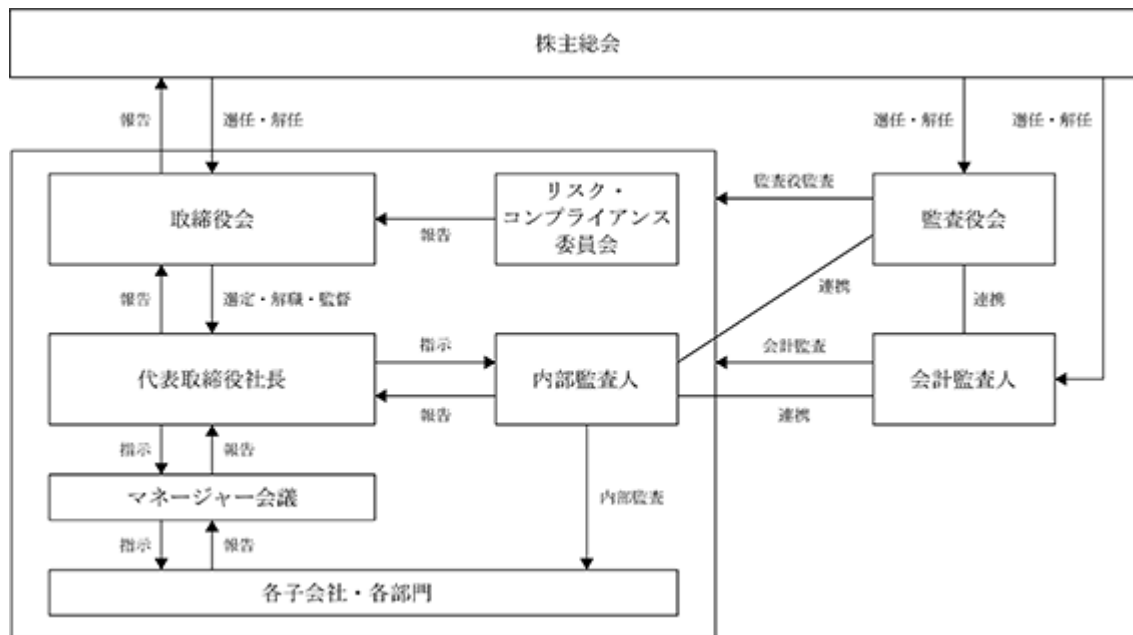 株主総会
報告
選任・解任
選任・解任
選任・解任
取締役会
報告
リスク・
コンプライアンス
委員会
監査役監査
監査役会
報告
選定・解職・監督
連携
連携
代表取締役社長
指示
報告
内部監査人
会計監査
連携
会計監査人
指示
報告
マネージャー会議
内部監査
指示
報告
各子会社・各部門